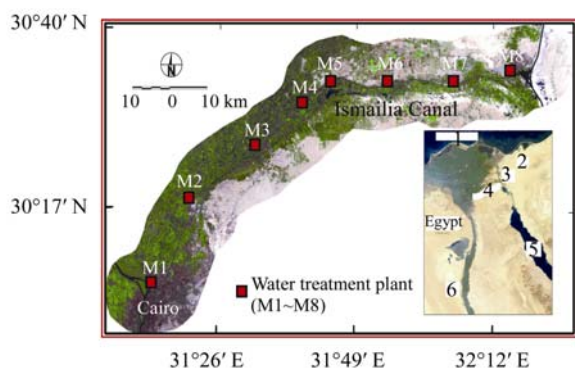 30°40′ N
10 0 10 km
M1
M2
M3
M4
M5
M6
M7
M8
Ismailia Canal
30°17′ N
Cairo
Water treatment plant
(M1~M8)
Egypt
2
3
4
5
6
31°26′ E
31°49′ E
32°12′ E